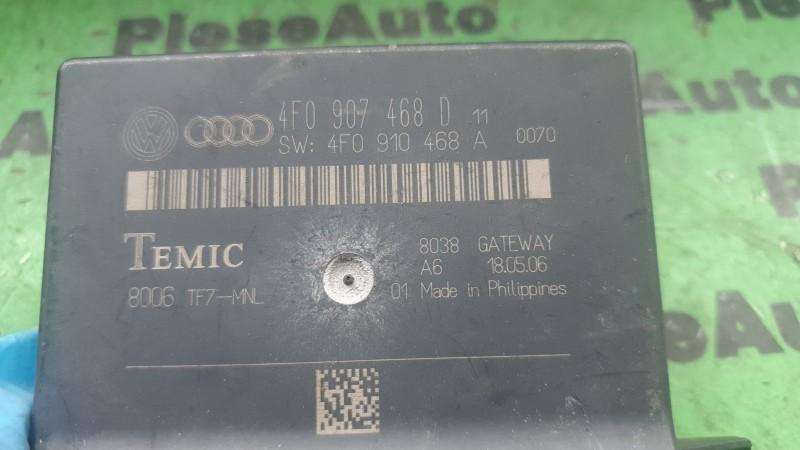 PieseAuto
4F0 907 468 D 11
SW: 4F0 910 468 A 0070
TEMIC
8038 GATEWAY
A6 18.05.06
8006 TF7-MNL
01 Made in Philippines